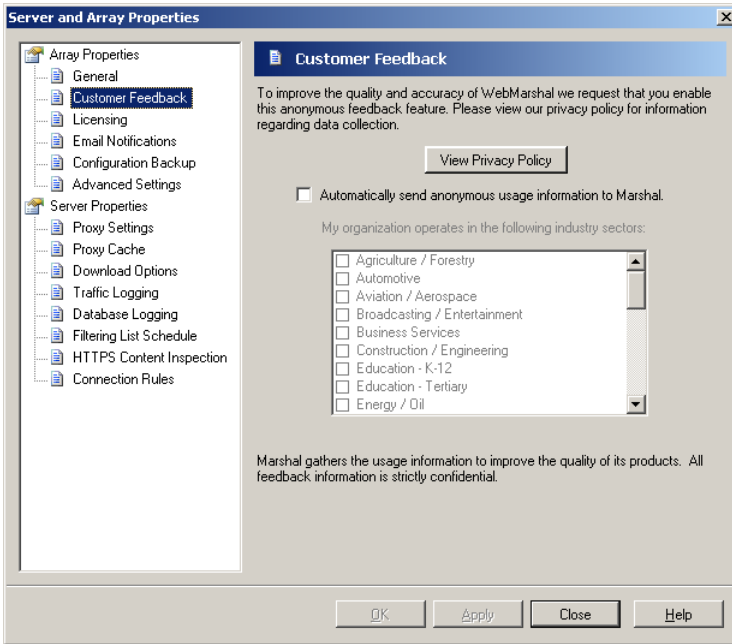 Server and Array Properties
Array Properties
General
Customer Feedback
Licensing
Email Notifications
Configuration Backup
Advanced Settings
Server Properties
Proxy Settings
Proxy Cache
Download Options
Traffic Logging
Database Logging
Filtering List Schedule
HTTPS Content Inspection
Connection Rules
Customer Feedback
To improve the quality and accuracy of WebMarshal we request that you enable
this anonymous feedback feature. Please view our privacy policy for information
regarding data collection.
View Privacy Policy
Automatically send anonymous usage information to Marshal.
My organization operates in the following industry sectors:
Agriculture / Forestry
Automotive
Aviation / Aerospace
Broadcasting / Entertainment
Business Services
Construction / Engineering
Education - K-12
Education - Tertiary
Energy / Oil
Marshal gathers the usage information to improve the quality of its products. All
feedback information is strictly confidential.
OK
Apply
Close
Help